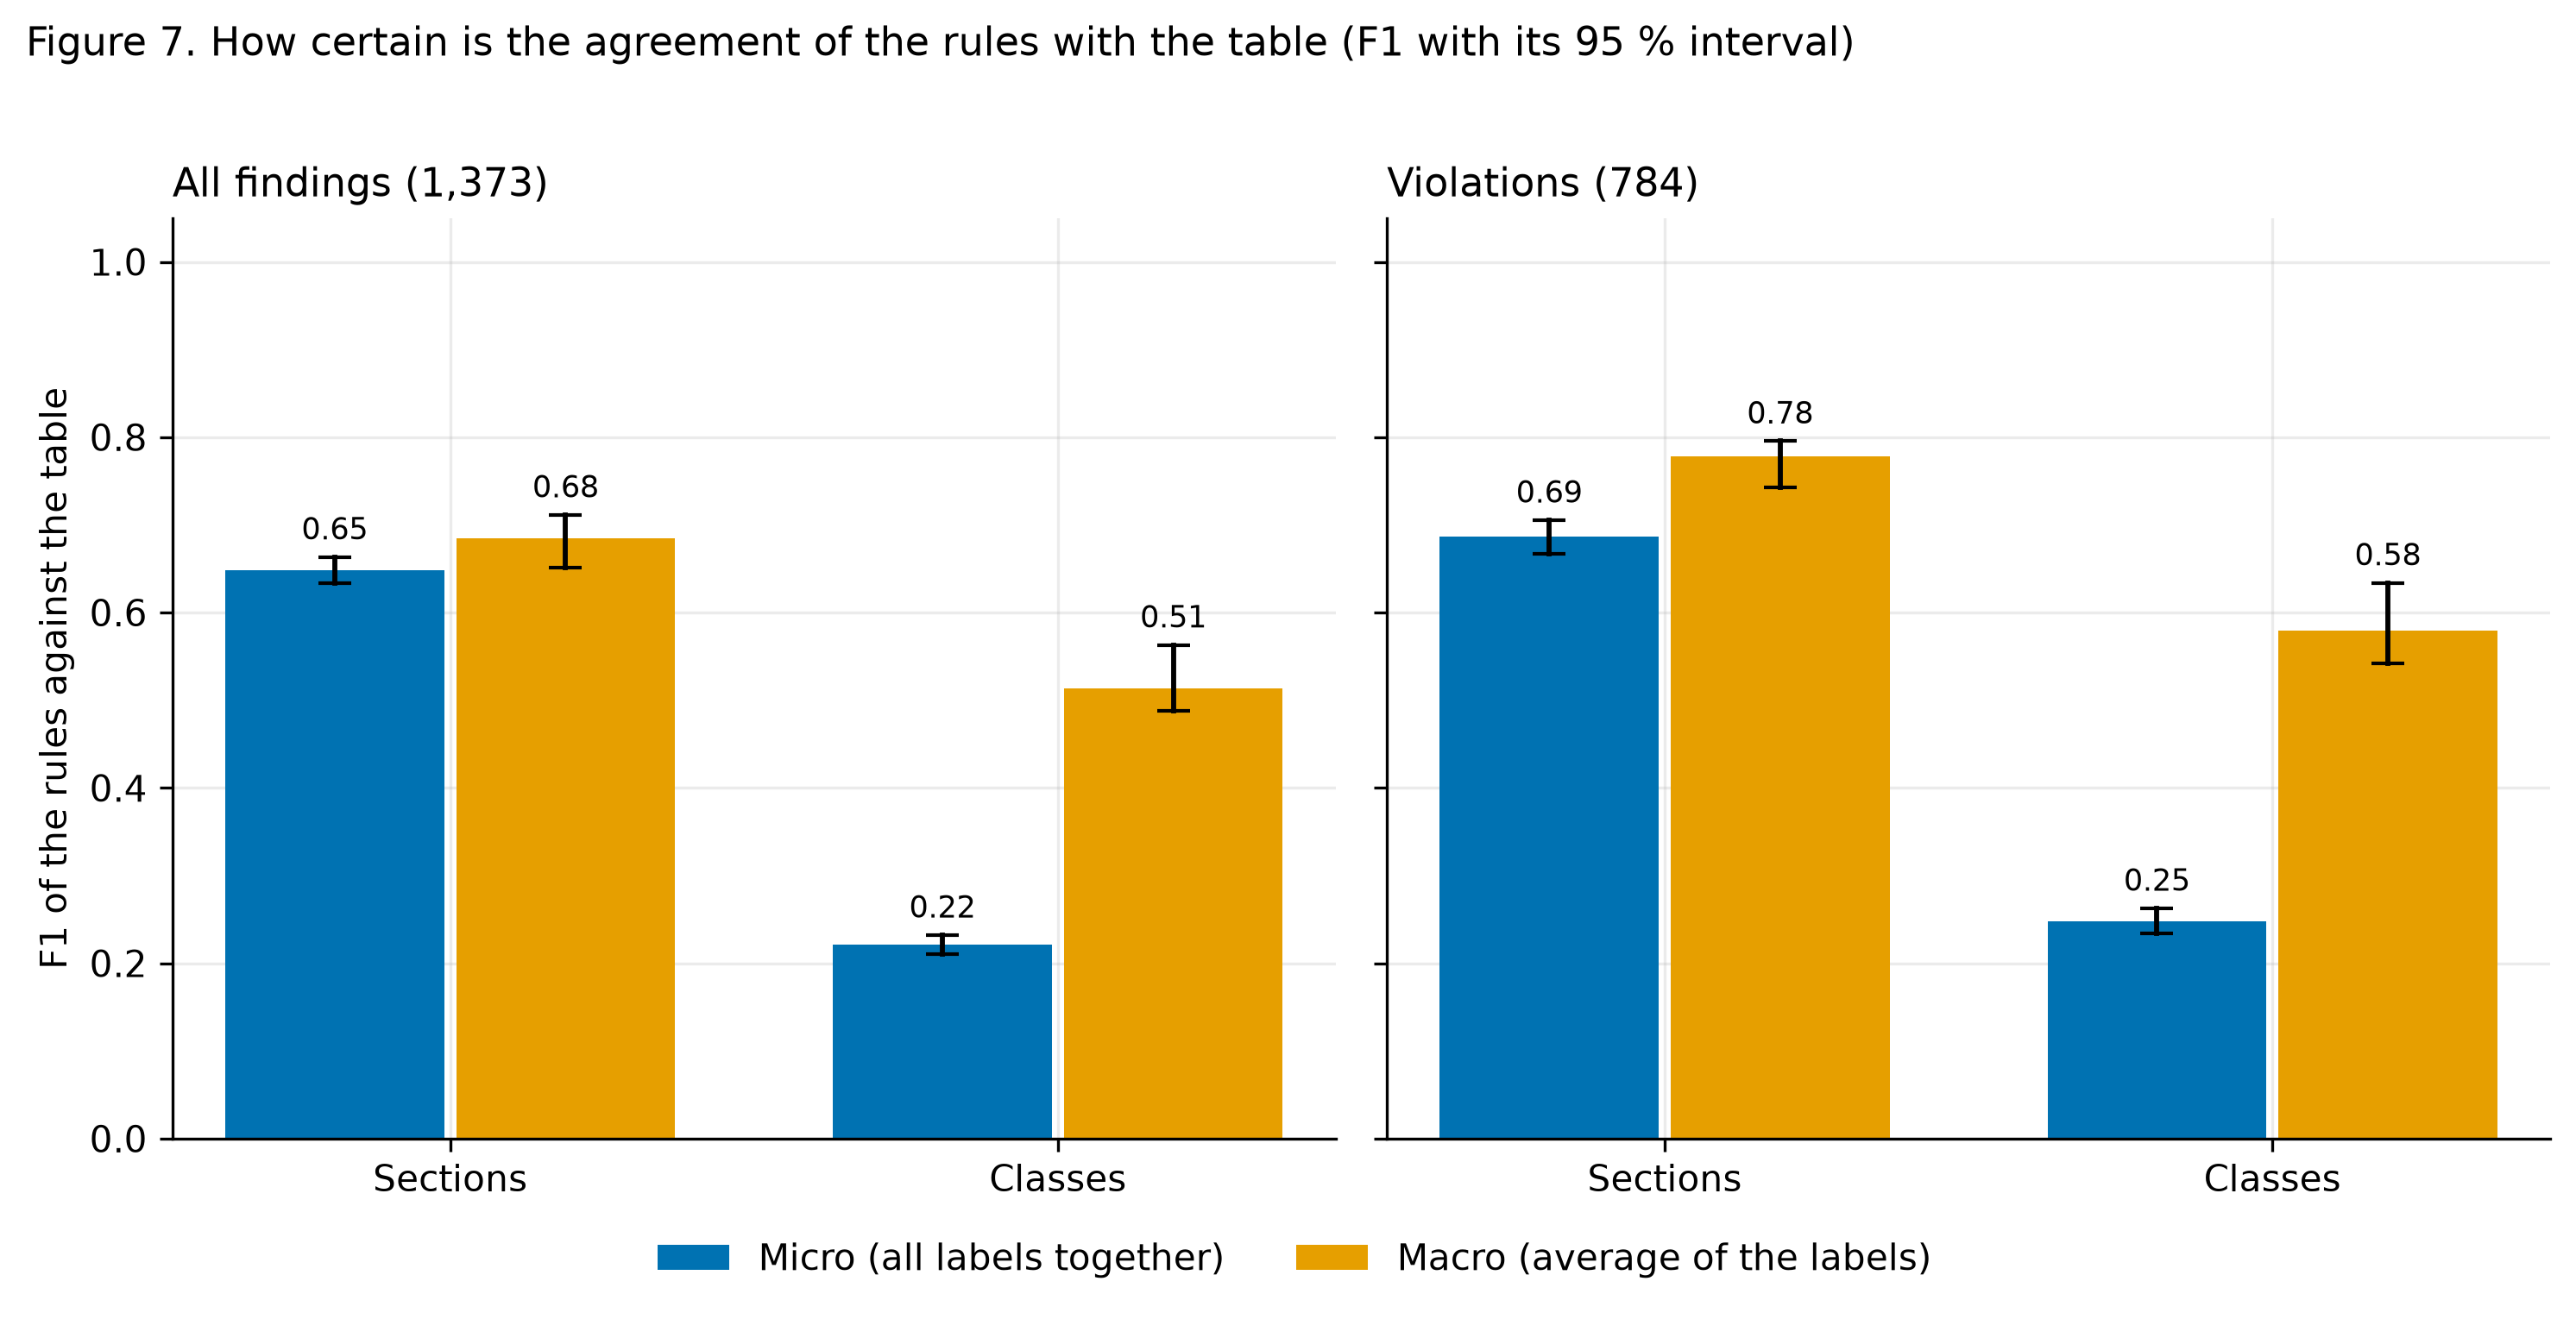 Figure 7. How certain is the agreement of the rules with the table (F1 with its 95 % interval)
All findings (1,373)
Violations (784)
F1 of the rules against the table
1.0
0.8
0.6
0.4
0.2
0.0
0.65
0.68
0.22
0.51
0.69
0.78
0.25
0.58
Sections
Classes
Sections
Classes
Micro (all labels together)
Macro (average of the labels)